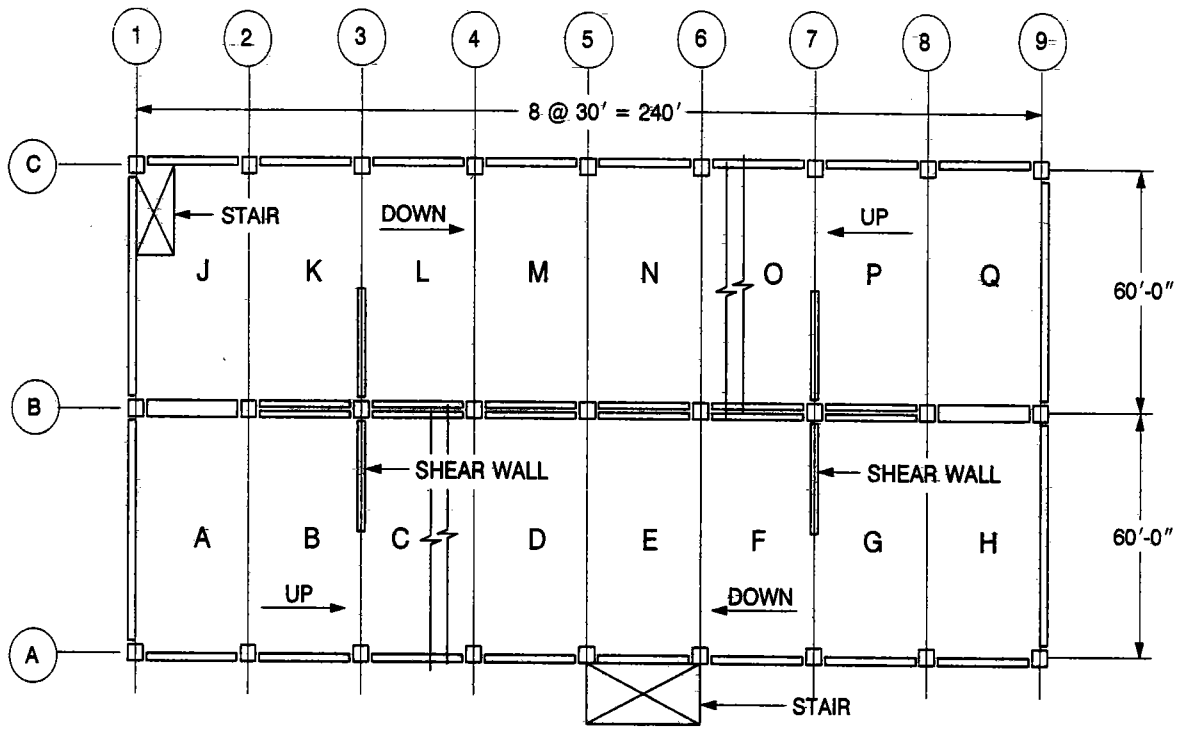 1 2 3 4 5 6 7 8 9
8 @ 30' = 240'
C
STAIR
DOWN
UP
J K L M N O P Q
60'-0"
B
SHEAR WALL
SHEAR WALL
A B C D E F G H
60'-0"
UP
DOWN
A
STAIR